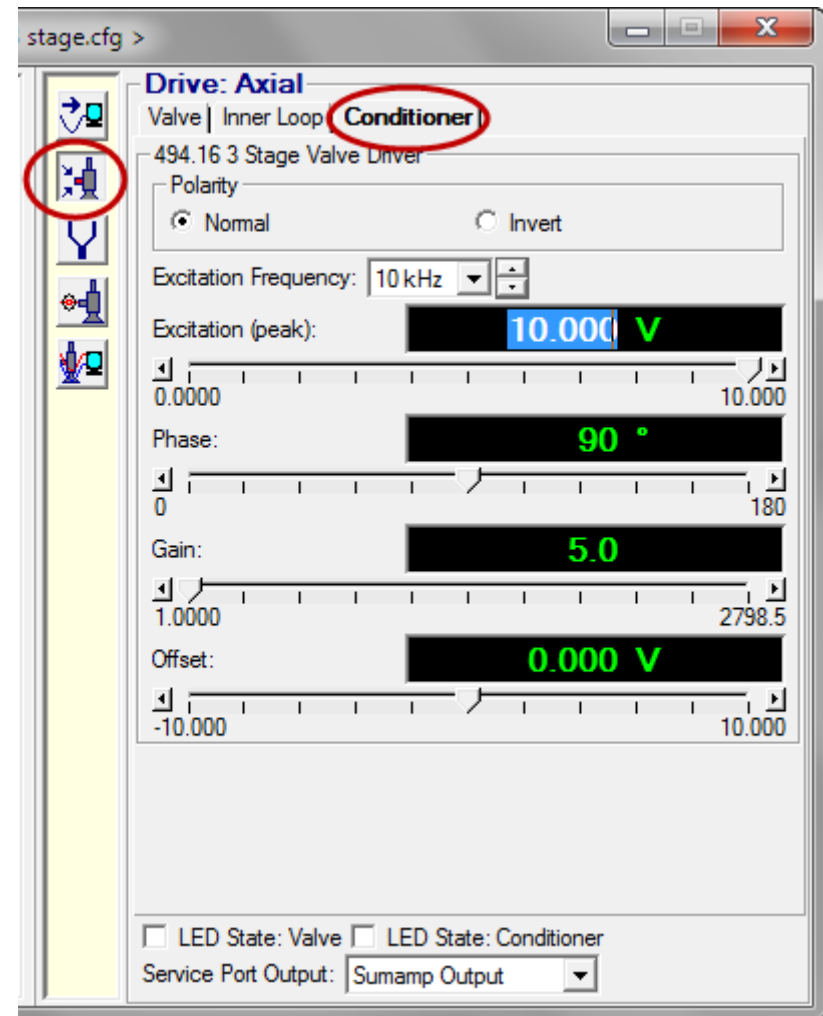 stage.cfg >
Drive: Axial
Valve Inner Loop Conditioner
494.16 3 Stage Valve Driver
Polarity
Normal Invert
Excitation Frequency: 10 kHz
Excitation (peak): 10.000 V
0.0000 10.000
Phase: 90 °
0 180
Gain: 5.0
1.0000 2798.5
Offset: 0.000 V
-10.000 10.000
LED State: Valve LED State: Conditioner
Service Port Output: Sumamp Output